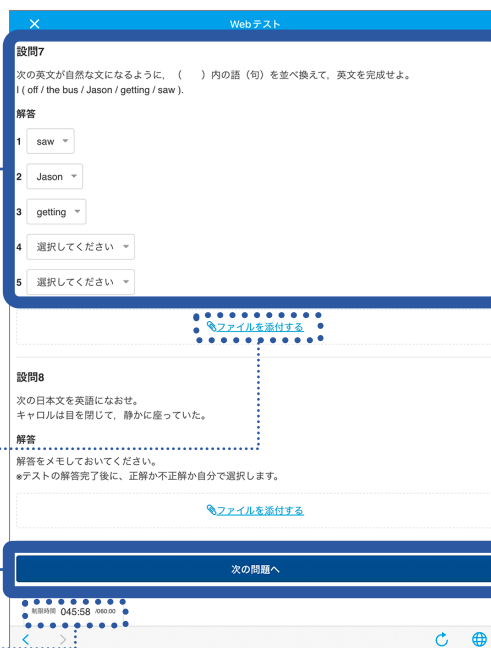 Webテスト
設問7
次の英文が自然な文になるように，（　　）内の語（句）を並べ換えて，英文を完成せよ。
I ( off / the bus / Jason / getting / saw ).
解答
1 saw
2 Jason
3 getting
4 選択してください
5 選択してください
ファイルを添付する
設問8
次の日本文を英語になおせ。
キャロルは目を閉じて，静かに座っていた。
解答
解答をメモしておいてください。
※テストの解答完了後に、正解か不正解か自分で選択します。
ファイルを添付する
次の問題へ
制限時間 045:58 /060:00